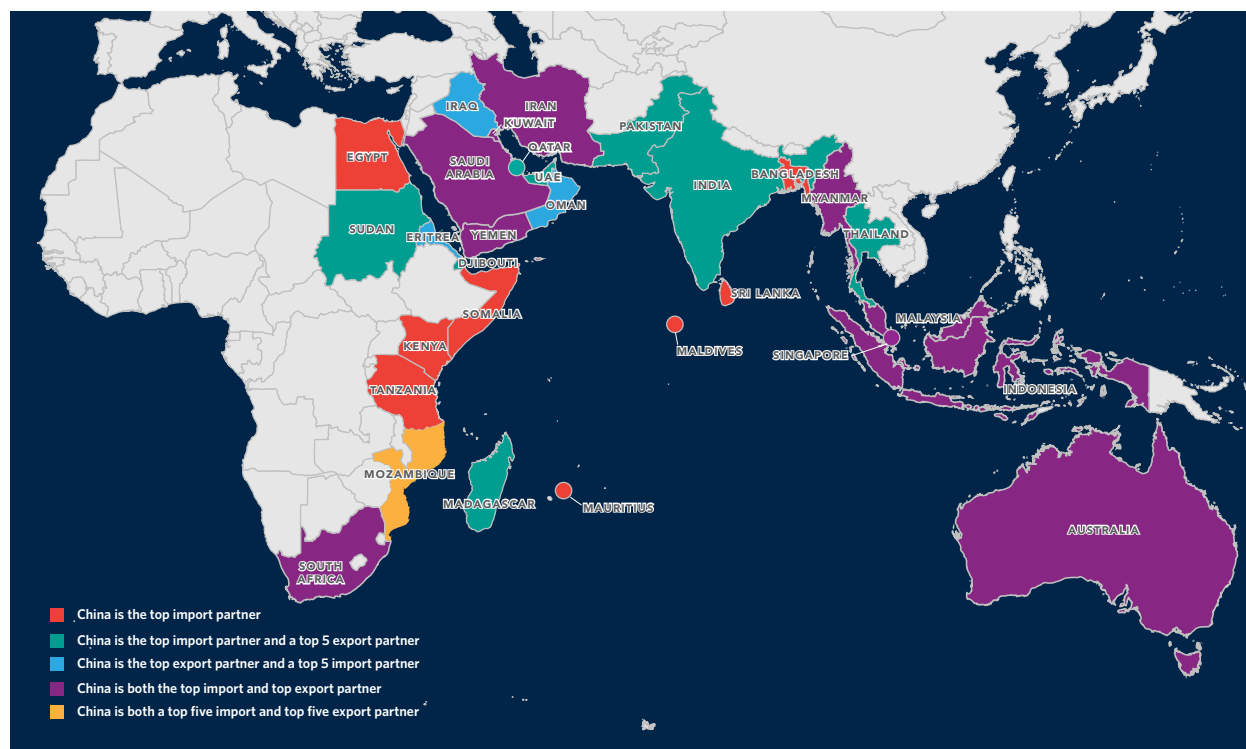 IRAQ
IRAN
KUWAIT
PAKISTAN
QATAR
EGYPT
SAUDI
ARABIA
UAE
BANGLADESH
INDIA
MYANMAR
OMAN
SUDAN
ERITREA
YEMEN
THAILAND
DJIBOUTI
SRI LANKA
SOMALIA
MALAYSIA
KENYA
MALDIVES
SINGAPORE
TANZANIA
INDONESIA
MOZAMBIQUE
MADAGASCAR
MAURITIUS
AUSTRALIA
SOUTH
AFRICA
China is the top import partner
China is the top import partner and a top 5 export partner
China is the top export partner and a top 5 import partner
China is both the top import and top export partner
China is both a top five import and top five export partner